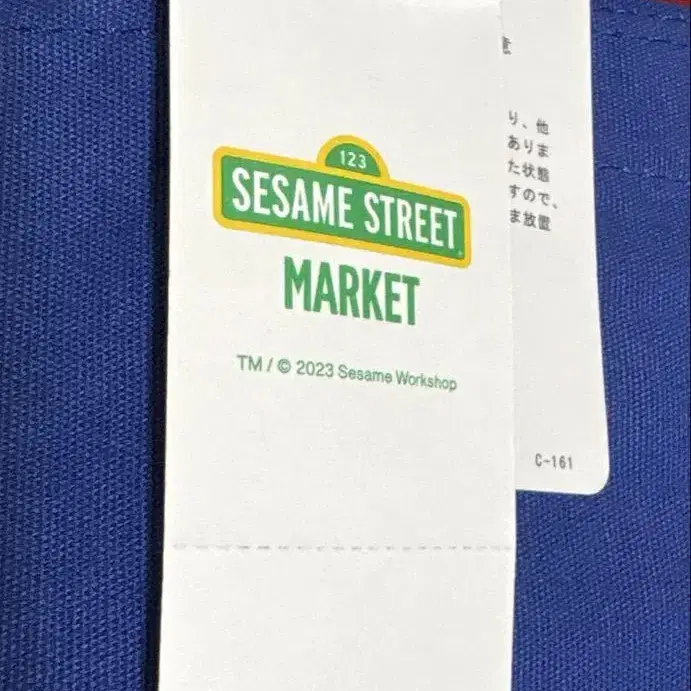 123
SESAME STREET
MARKET
TM / © 2023 Sesame Workshop
意
り、他
ありま
た状態
すので、
ま放置
C-161